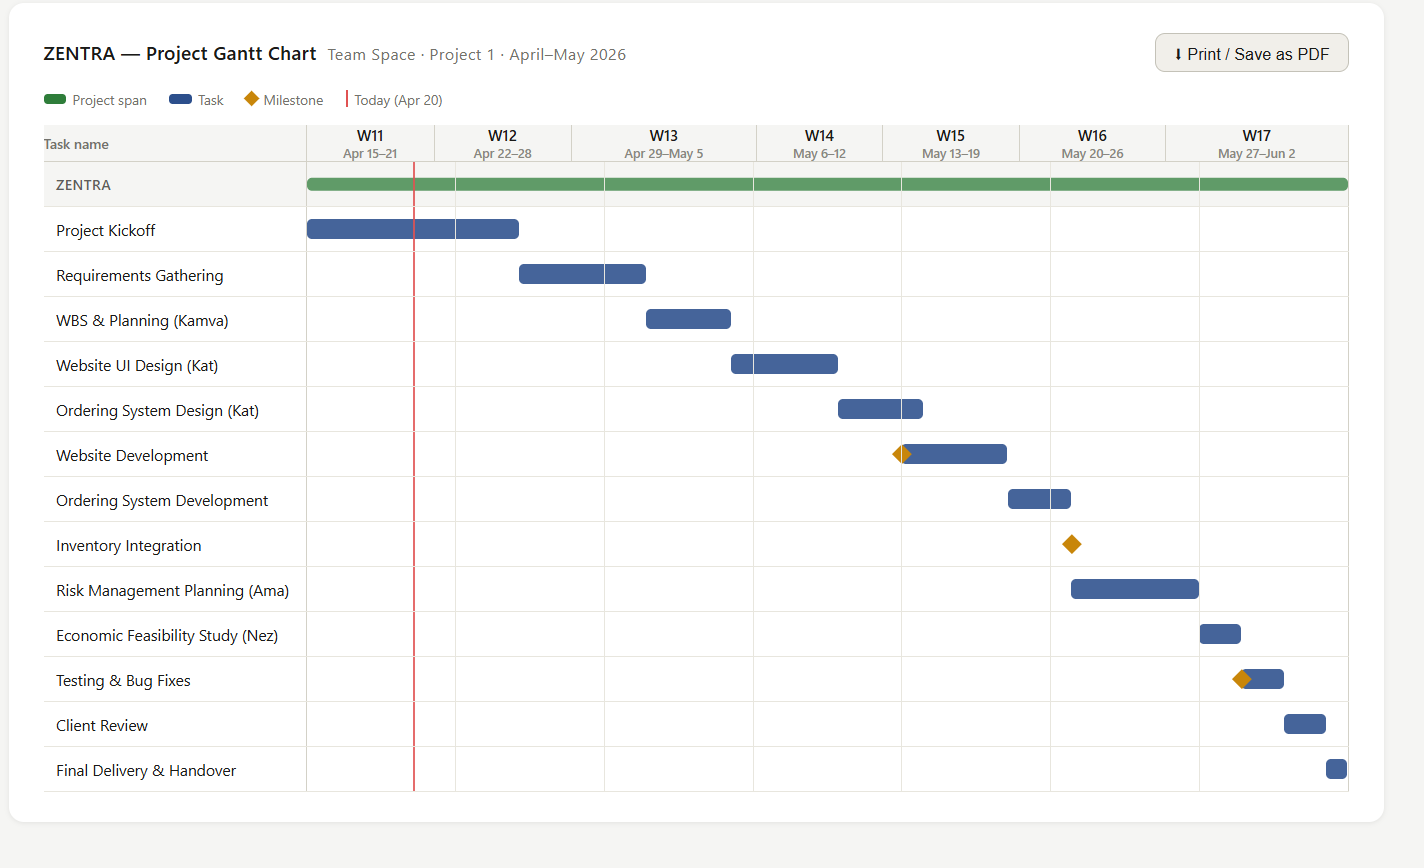 ZENTRA — Project Gantt Chart Team Space · Project 1 · April–May 2026
⬇ Print / Save as PDF
Project span Task Milestone Today (Apr 20)
Task name
W11 W12 W13 W14 W15 W16 W17
Apr 15–21 Apr 22–28 Apr 29–May 5 May 6–12 May 13–19 May 20–26 May 27–Jun 2
ZENTRA
Project Kickoff
Requirements Gathering
WBS & Planning (Kamva)
Website UI Design (Kat)
Ordering System Design (Kat)
Website Development
Ordering System Development
Inventory Integration
Risk Management Planning (Ama)
Economic Feasibility Study (Nez)
Testing & Bug Fixes
Client Review
Final Delivery & Handover